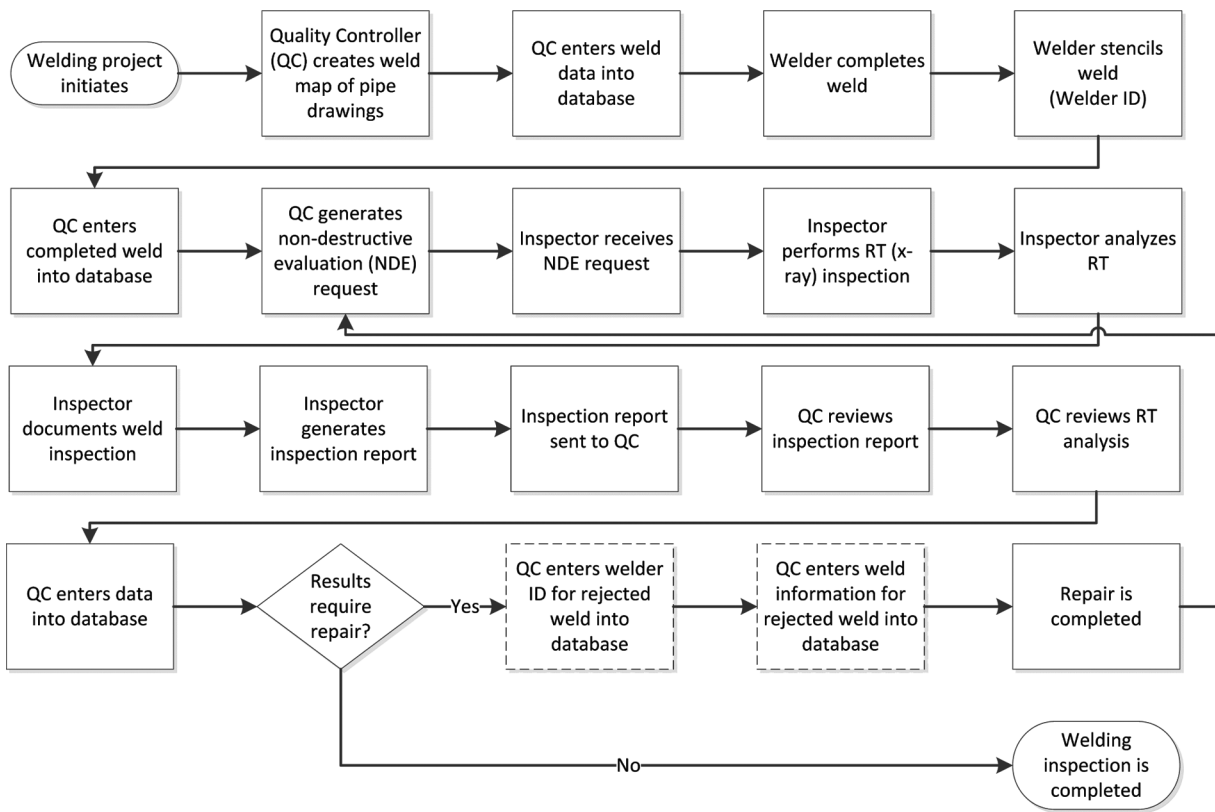 Welding project
initiates
Quality Controller
(QC) creates weld
map of pipe
drawings
QC enters weld
data into
database
Welder completes
weld
Welder stencils
weld
(Welder ID)
QC enters
completed weld
into database
QC generates
non-destructive
evaluation (NDE)
request
Inspector receives
NDE request
Inspector
performs RT (x-
ray) inspection
Inspector analyzes
RT
Inspector
documents weld
inspection
Inspector
generates
inspection report
Inspection report
sent to QC
QC reviews
inspection report
QC reviews RT
analysis
QC enters data
into database
Results
require
repair?
Yes
QC enters welder
ID for rejected
weld into
database
QC enters weld
information for
rejected weld into
database
Repair is
completed
No
Welding
inspection is
completed